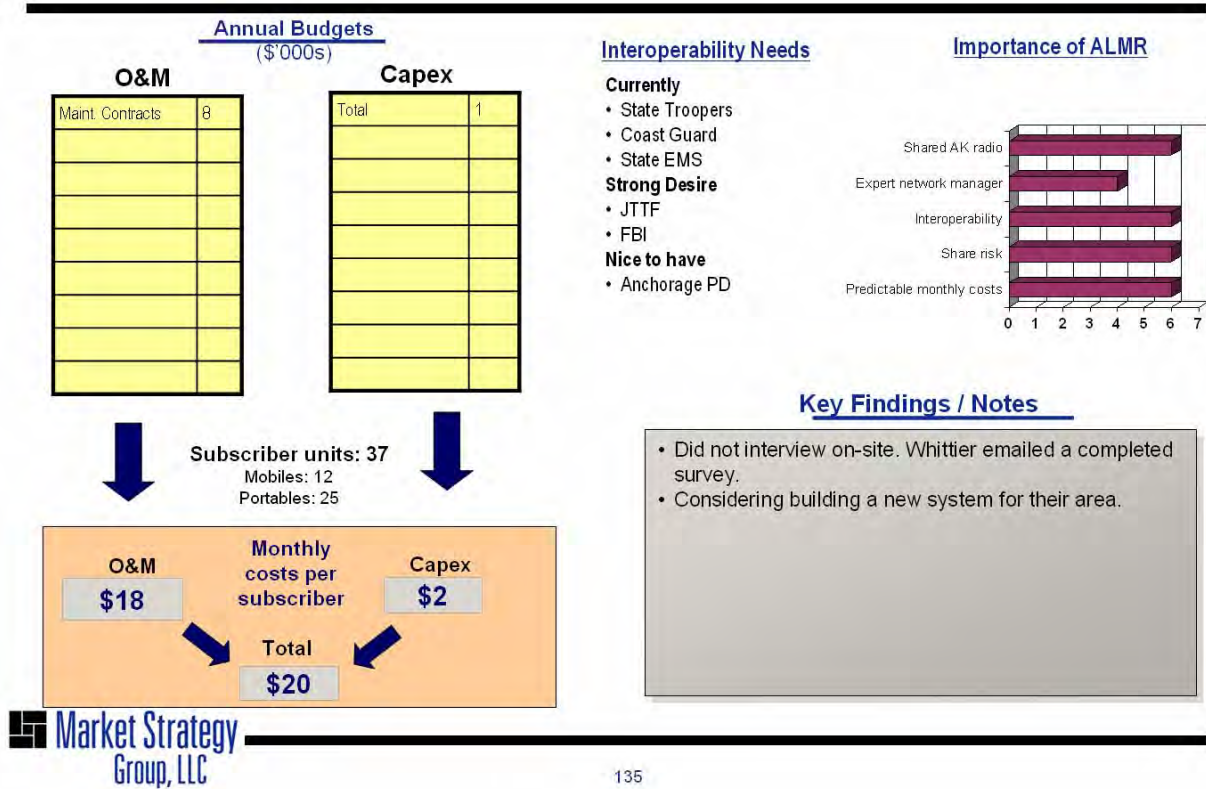 Annual Budgets
($'000s)
O&M
Maint. Contracts 8
Capex
Total 1
Subscriber units: 37
Mobiles: 12
Portables: 25
Monthly
costs per
subscriber
O&M
$18
Capex
$2
Total
$20
Interoperability Needs
Currently
• State Troopers
• Coast Guard
• State EMS
Strong Desire
• JTTF
• FBI
Nice to have
• Anchorage PD
Importance of ALMR
Shared AK radio
Expert network manager
Interoperability
Share risk
Predictable monthly costs
0 1 2 3 4 5 6 7
Key Findings / Notes
• Did not interview on-site. Whittier emailed a completed
survey.
• Considering building a new system for their area.
Market Strategy
Group, LLC
135